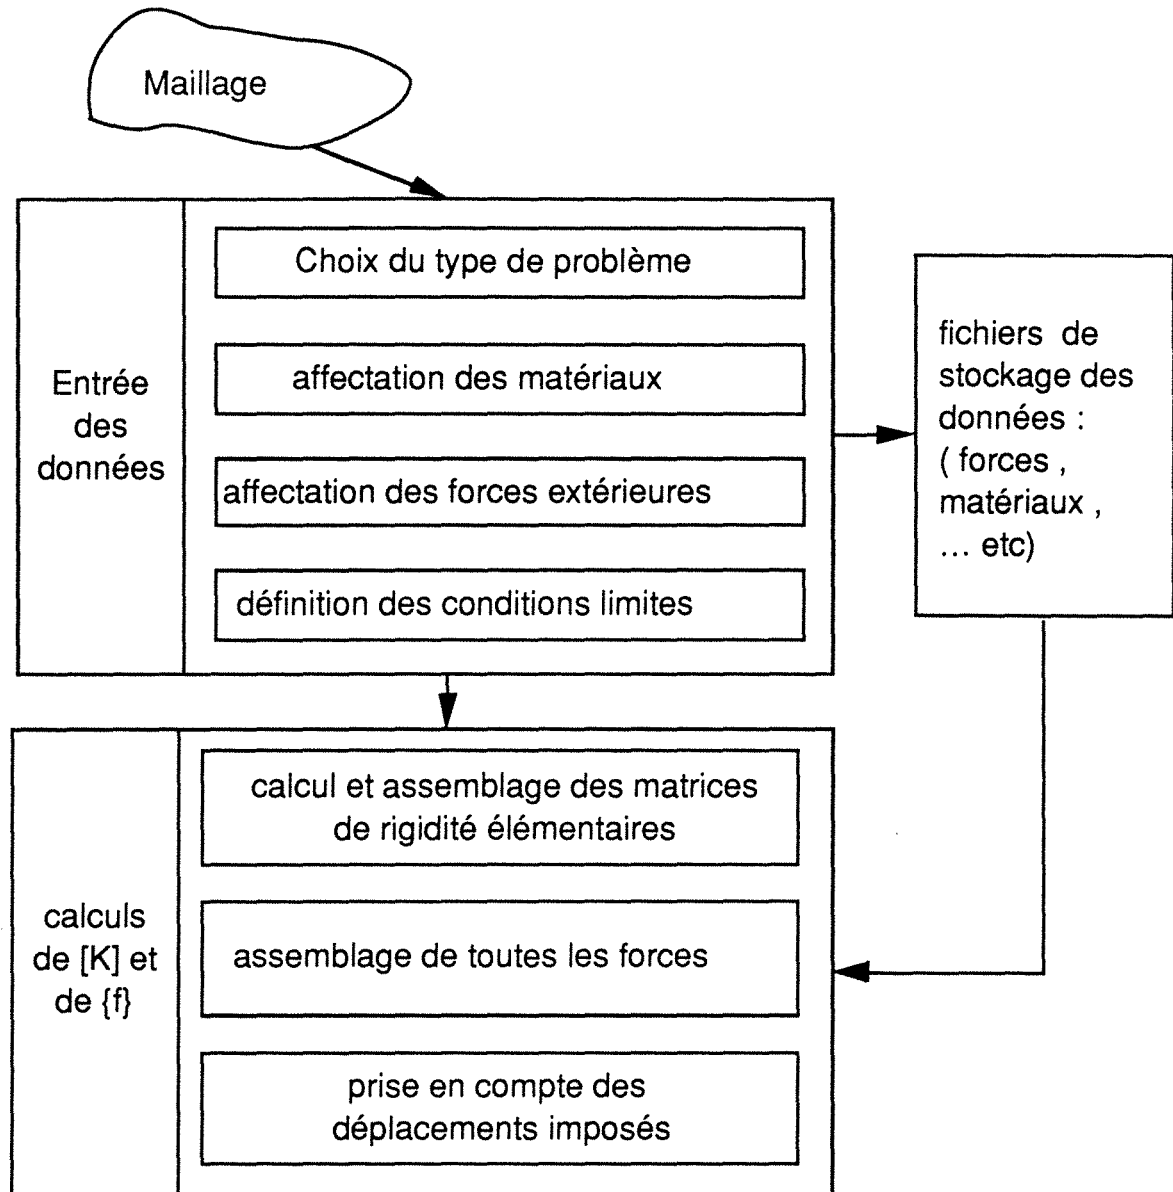 Maillage
Entrée
des
données
Choix du type de problème
affectation des matériaux
affectation des forces extérieures
définition des conditions limites
fichiers de
stockage des
données :
( forces ,
matériaux ,
... etc)
calculs
de [K] et
de {f}
calcul et assemblage des matrices
de rigidité élémentaires
assemblage de toutes les forces
prise en compte des
déplacements imposés